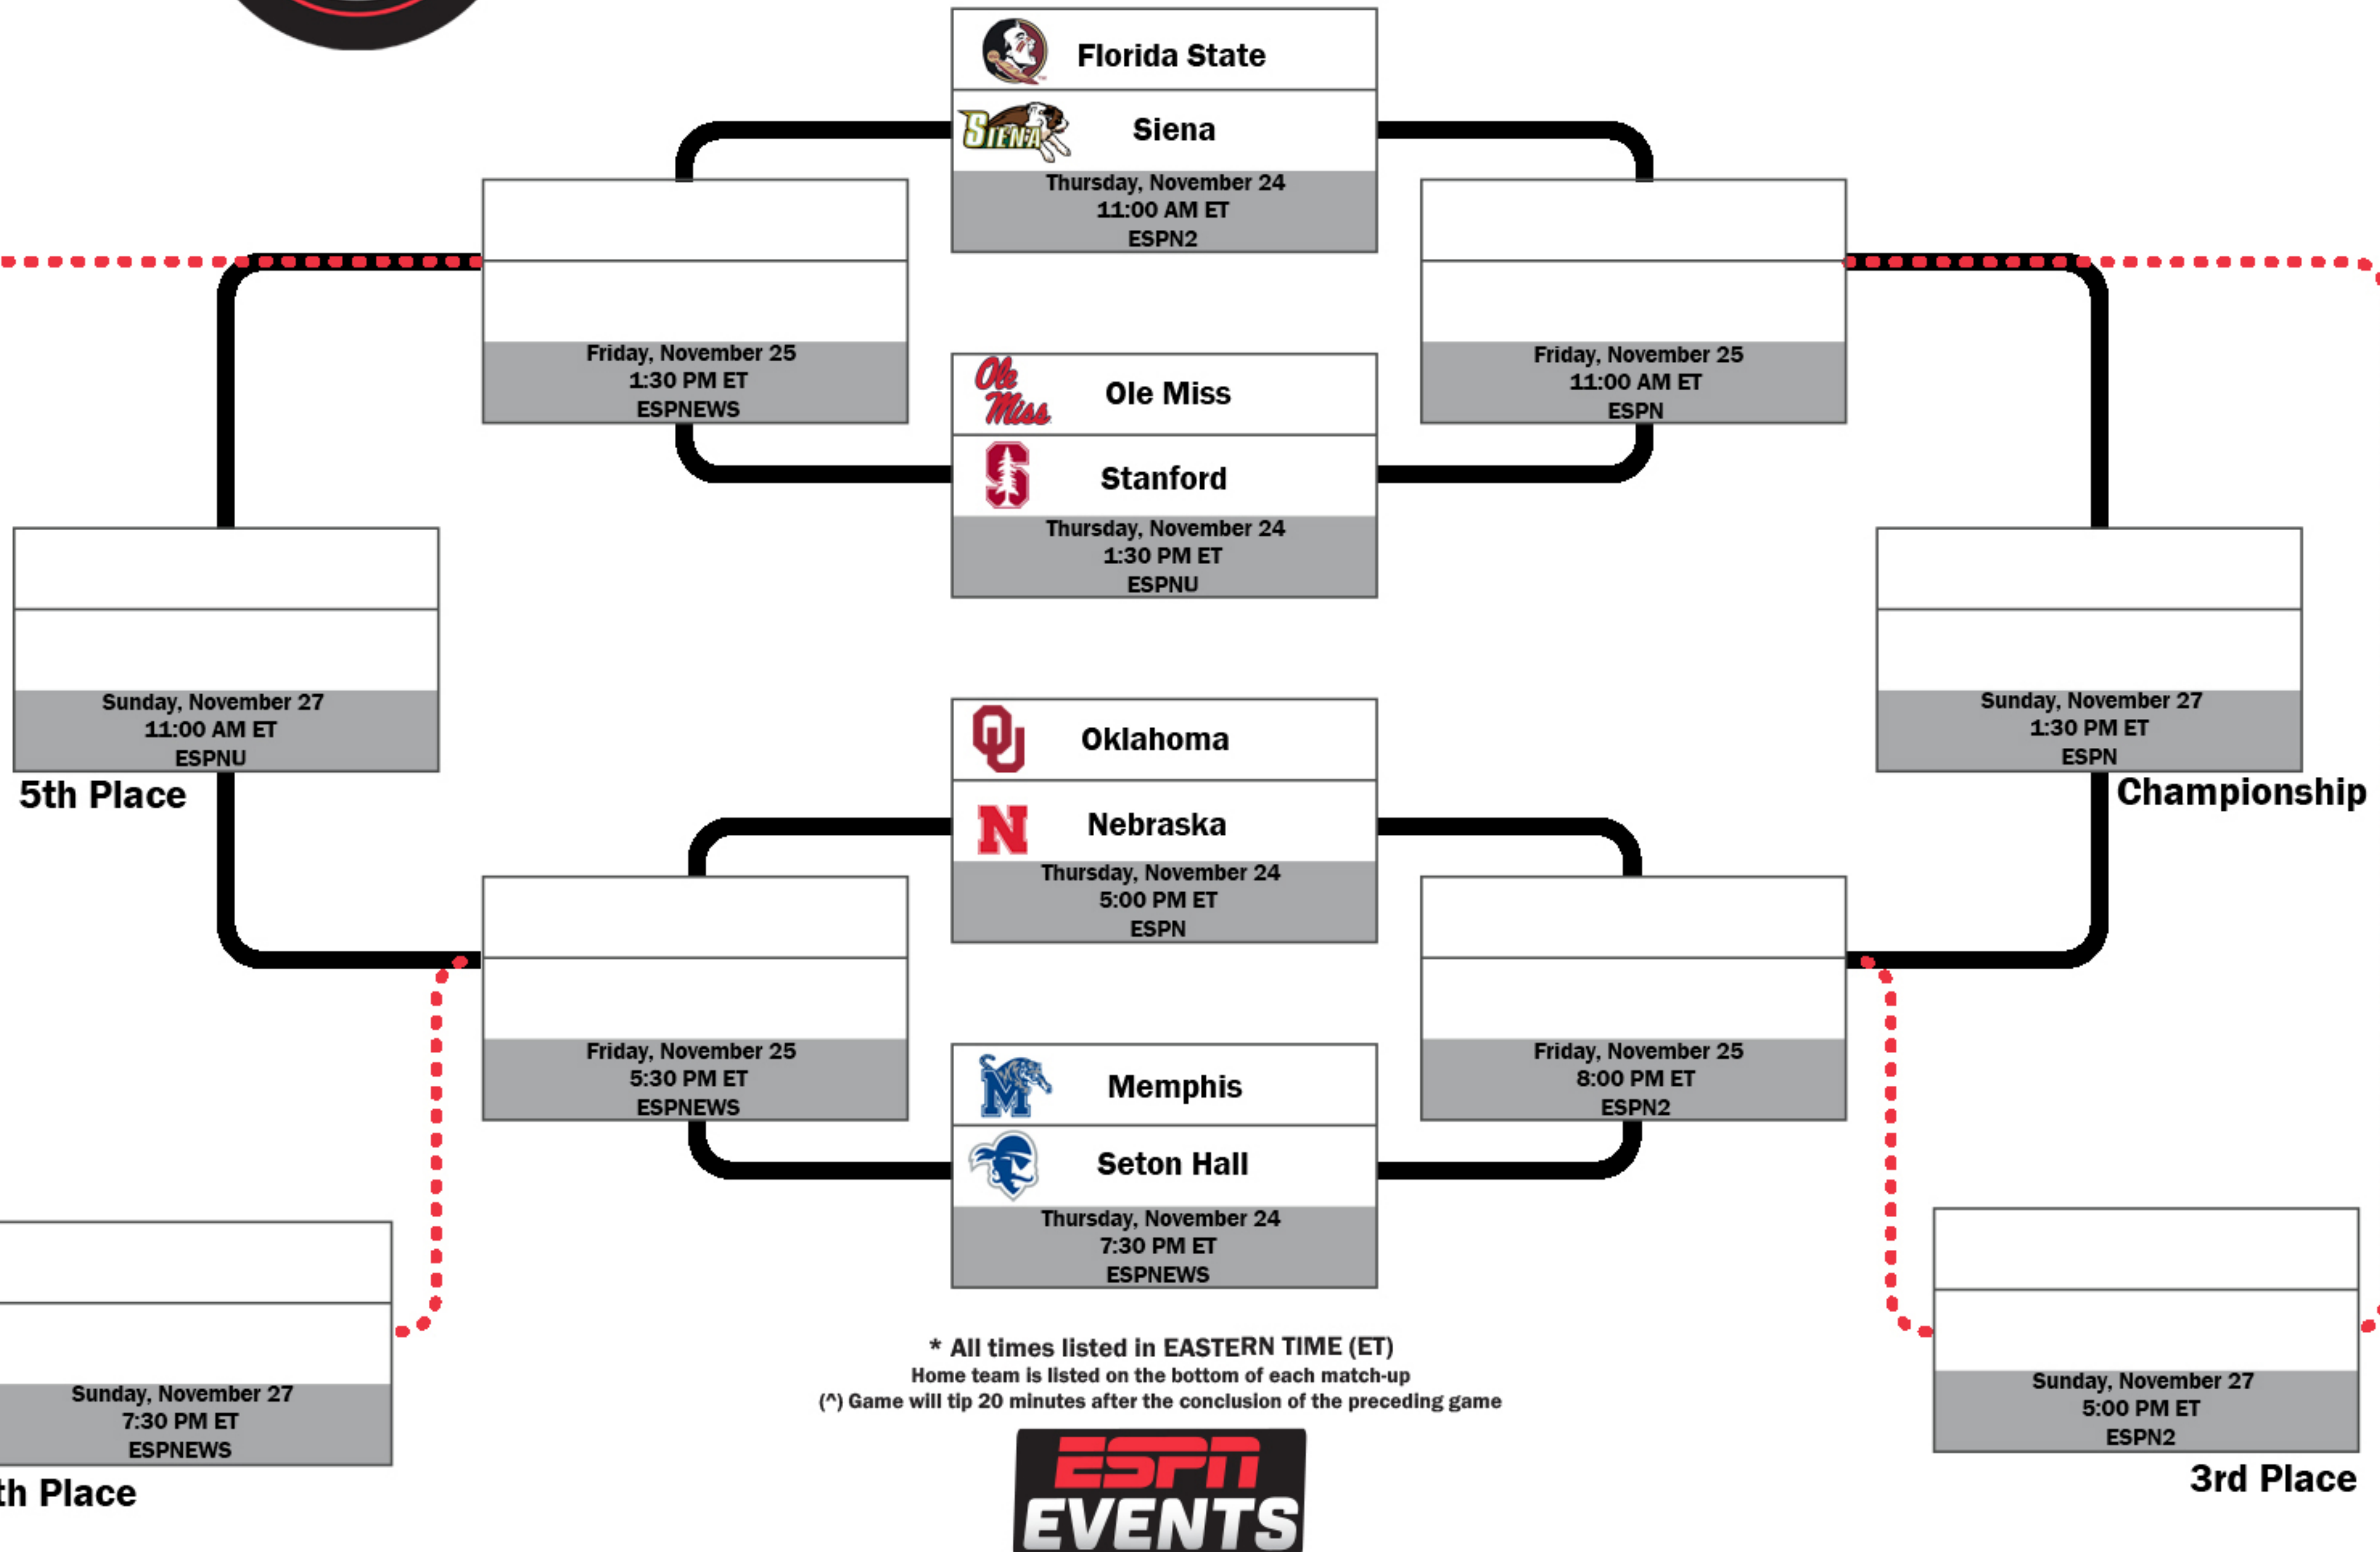 Florida State
SIENA
Siena
Thursday, November 24
11:00 AM ET
ESPN2
Friday, November 25
1:30 PM ET
ESPNEWS
Ole
Miss
Ole Miss
S
Stanford
Thursday, November 24
1:30 PM ET
ESPNU
Friday, November 25
11:00 AM ET
ESPN
Sunday, November 27
11:00 AM ET
ESPNU
5th Place
OU
Oklahoma
N
Nebraska
Thursday, November 24
5:00 PM ET
ESPN
Sunday, November 27
1:30 PM ET
ESPN
Championship
Friday, November 25
5:30 PM ET
ESPNEWS
M
Memphis
Seton Hall
Thursday, November 24
7:30 PM ET
ESPNEWS
Friday, November 25
8:00 PM ET
ESPN2
Sunday, November 27
7:30 PM ET
ESPNEWS
th Place
Sunday, November 27
5:00 PM ET
ESPN2
3rd Place
* All times listed in EASTERN TIME (ET)
Home team is listed on the bottom of each match-up
(^) Game will tip 20 minutes after the conclusion of the preceding game
ESPN
EVENTS